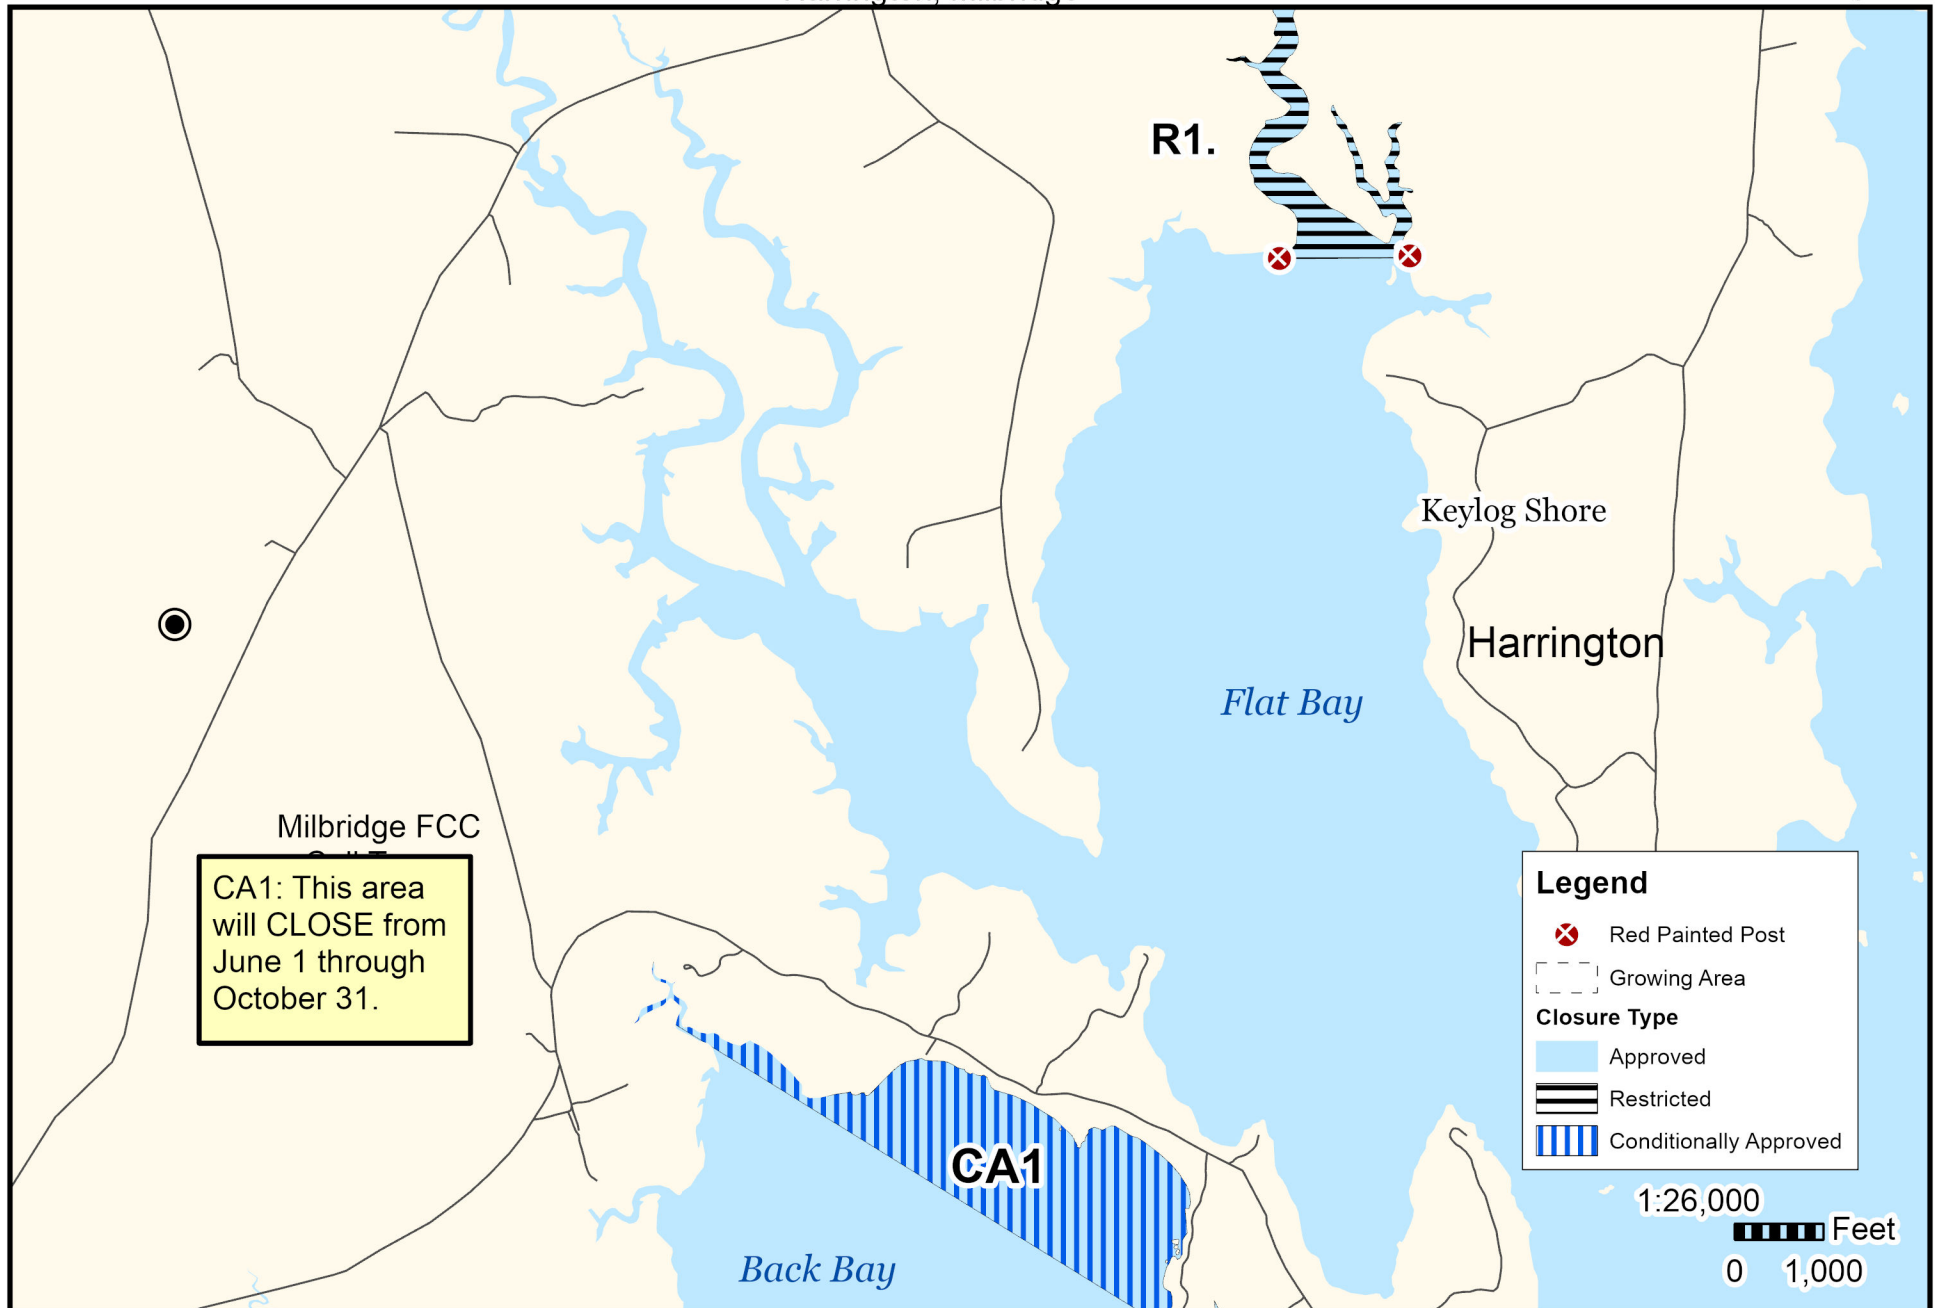 R1.
Keylog Shore
Harrington
Flat Bay
Milbridge FCC
CA1: This area
will CLOSE from
June 1 through
October 31.
Legend
Red Painted Post
Growing Area
Closure Type
Approved
Restricted
Conditionally Approved
CA1
1:26,000
Feet
0 1,000
Back Bay